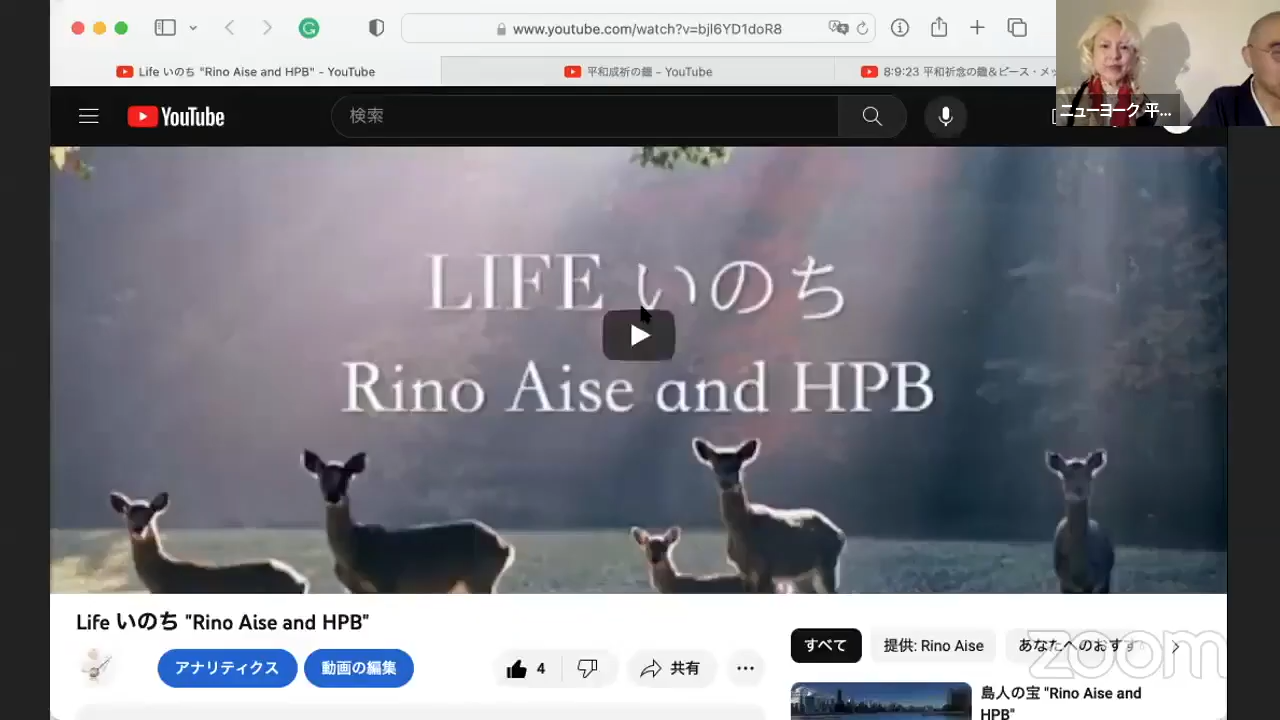 www.youtube.com/watch?v=bjl6YD1doR8
Life いのち "Rino Aise and HPB" - YouTube
平和成祈の鐘 - YouTube
8:9:23 平和祈念の鐘&ピース・メッ
ニューヨーク 平...
YouTube
検索
LIFE いのち
Rino Aise and HPB
Life いのち "Rino Aise and HPB"
アナリティクス
動画の編集
4
共有
すべて
提供: Rino Aise
あなたへのおすす
zoom
島人の宝 "Rino Aise and
HPB"